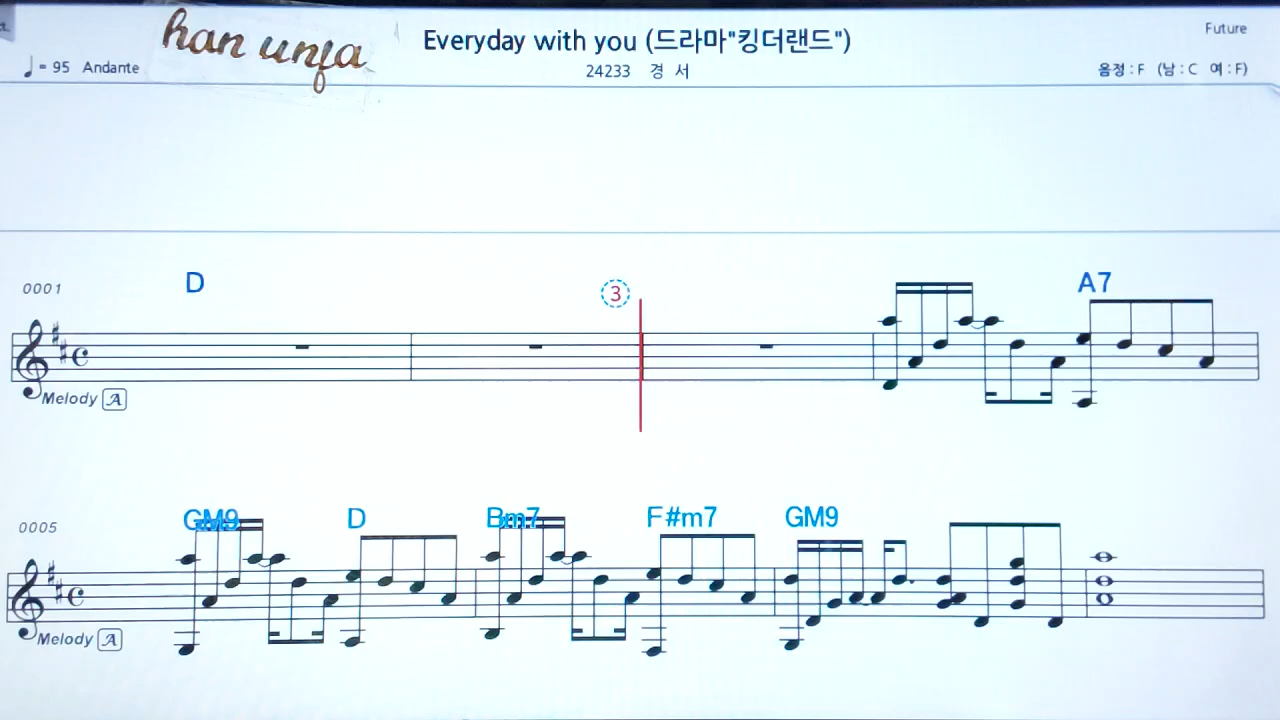 han unja
Everyday with you (드라마"킹더랜드")
Future
♩= 95 Andante
24233 경 서
음정 : F (남 : C 여 : F)
0001
D
③
A7
Melody A
0005
GM9
D
Bm7
F#m7
GM9
Melody A